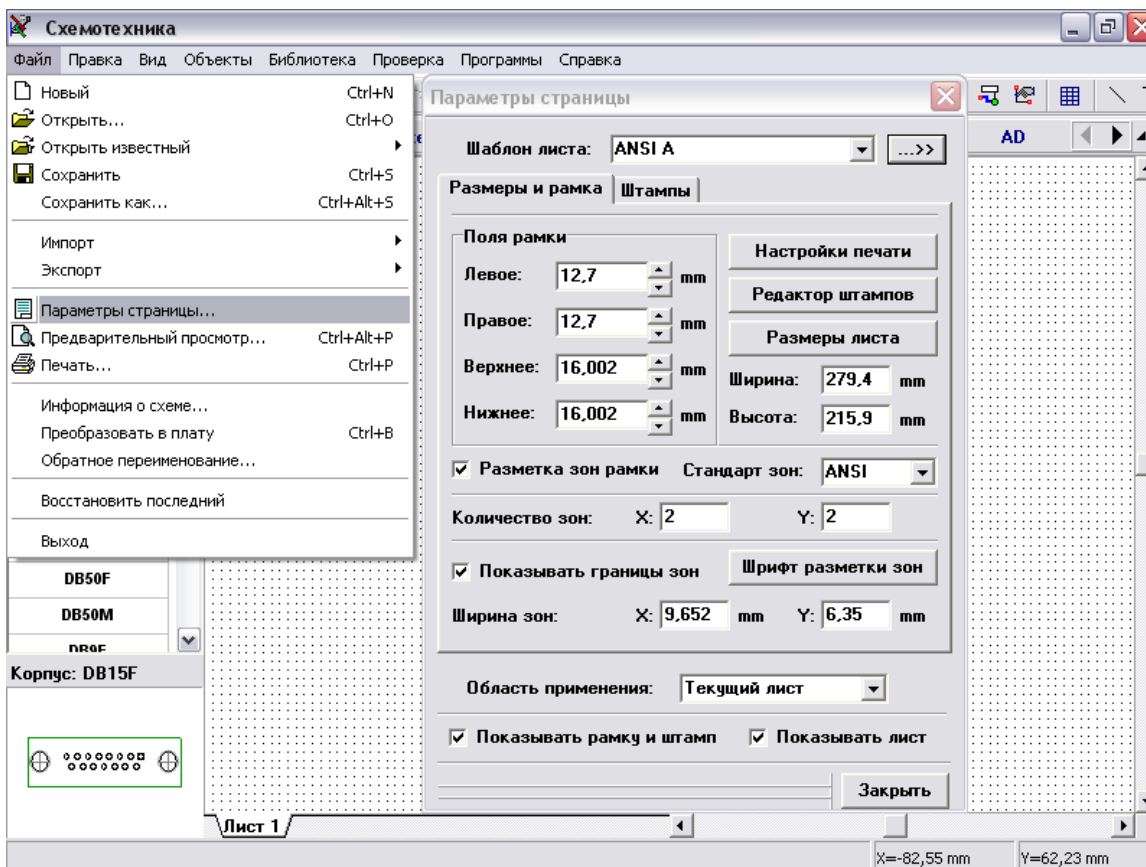 Схемотехника
Файл Правка Вид Объекты Библиотека Проверка Программы Справка
Новый Ctrl+N
Открыть... Ctrl+O
Открыть известный
Сохранить Ctrl+S
Сохранить как... Ctrl+Alt+S
Импорт
Экспорт
Параметры страницы...
Предварительный просмотр... Ctrl+Alt+P
Печать... Ctrl+P
Информация о схеме...
Преобразовать в плату Ctrl+B
Обратное переименование...
Восстановить последний
Выход
DB50F
DB50M
DB9F
Корпус: DB15F
Параметры страницы
AD
Шаблон листа: ANSI A ...>>
Размеры и рамка Штампы
Поля рамки
Левое: 12,7 mm
Правое: 12,7 mm
Верхнее: 16,002 mm
Нижнее: 16,002 mm
Настройки печати
Редактор штампов
Размеры листа
Ширина: 279,4 mm
Высота: 215,9 mm
Разметка зон рамки Стандарт зон: ANSI
Количество зон: X: 2 Y: 2
Показывать границы зон Шрифт разметки зон
Ширина зон: X: 9,652 mm Y: 6,35 mm
Область применения: Текущий лист
Показывать рамку и штамп Показывать лист
Закрыть
Лист 1
X=-82,55 mm Y=62,23 mm